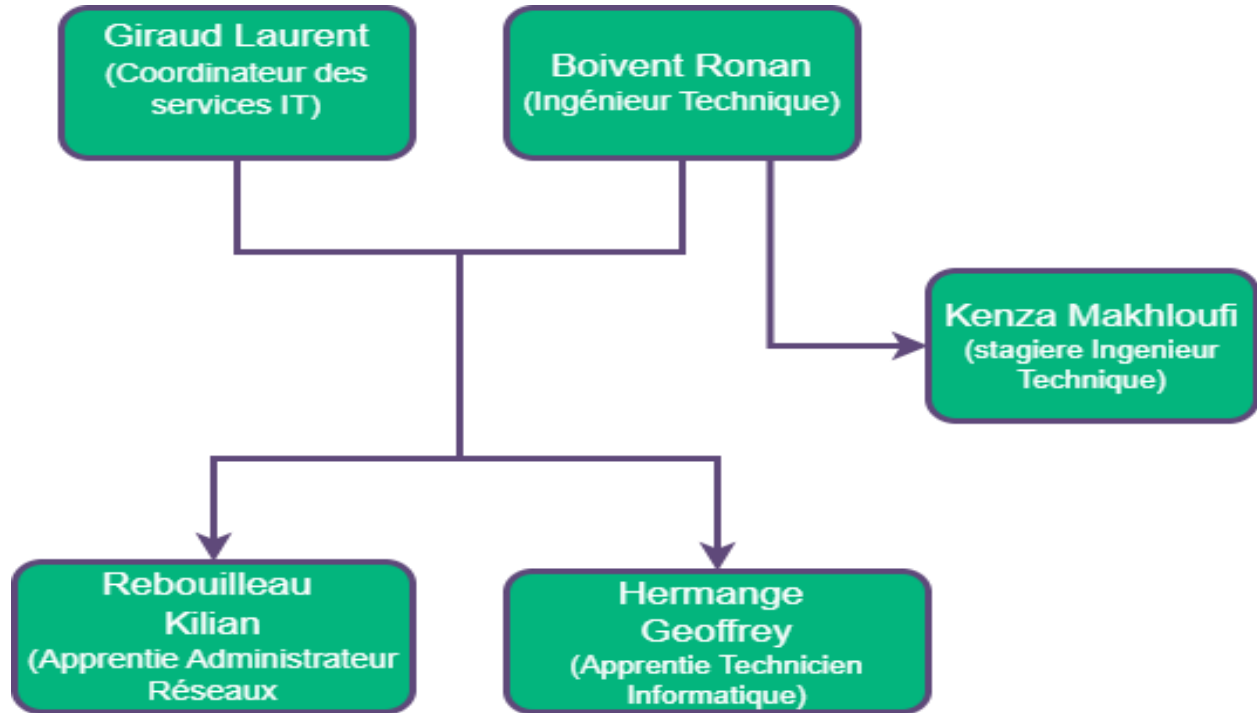 Giraud Laurent
(Coordinateur des
services IT)
Boivent Ronan
(Ingénieur Technique)
Kenza Makhloufi
(stagiere Ingenieur
Technique)
Rebouilleau
Kilian
(Apprentie Administrateur
Réseaux
Hermange
Geoffrey
(Apprentie Technicien
Informatique)